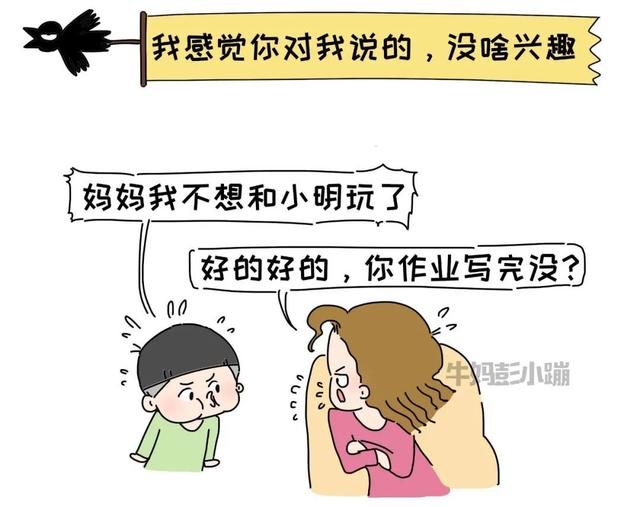 我感觉你对我说的，没啥兴趣
妈妈我不想和小明玩了
好的好的，你作业写完没？
牛妈彭小蹦